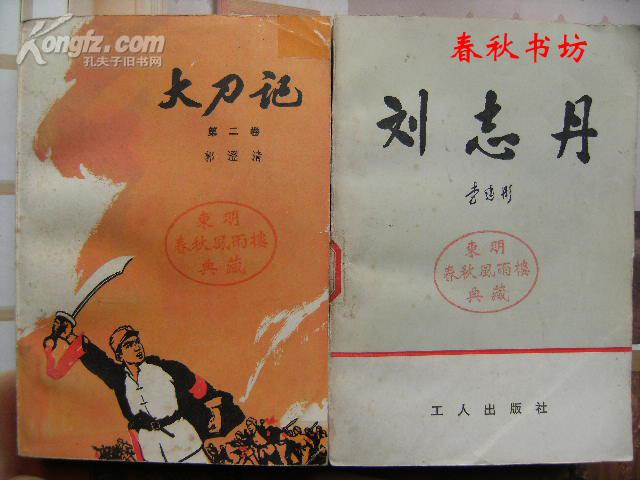 Kongfz.com
孔夫子旧书网
大刀记
第二卷
郭澄清
東明
春秋風雨樓
典藏
春秋书坊
刘志丹
李建彤
東明
春秋風雨樓
典藏
工人出版社